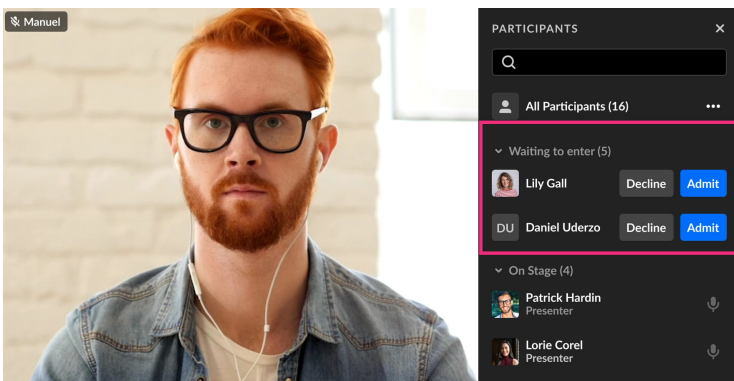 Manuel
PARTICIPANTS
All Participants (16)
Waiting to enter (5)
Lily Gall Decline Admit
DU Daniel Uderzo Decline Admit
On Stage (4)
Patrick Hardin
Presenter
Lorie Corel
Presenter